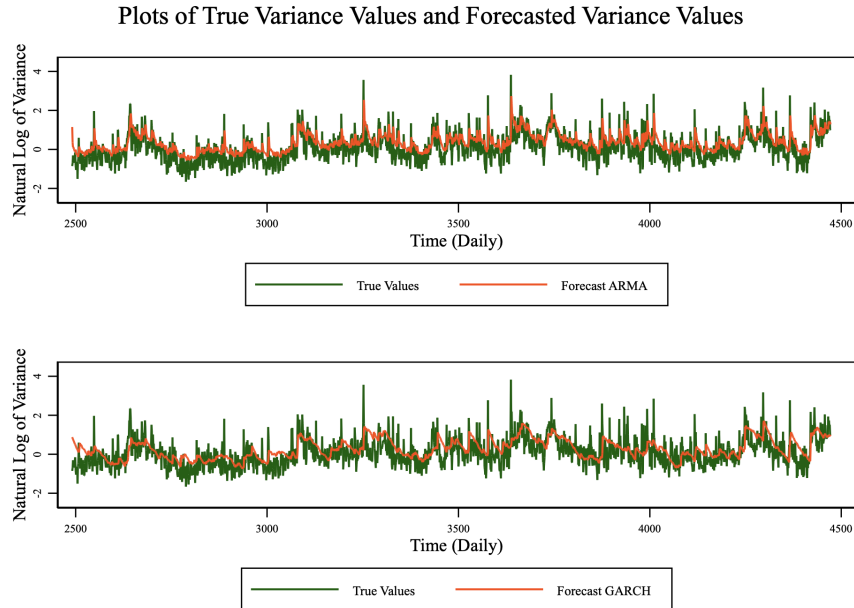 Plots of True Variance Values and Forecasted Variance Values
Natural Log of Variance
4
2
0
-2
2500 3000 3500 4000 4500
Time (Daily)
True Values Forecast ARMA
Natural Log of Variance
4
2
0
-2
2500 3000 3500 4000 4500
Time (Daily)
True Values Forecast GARCH